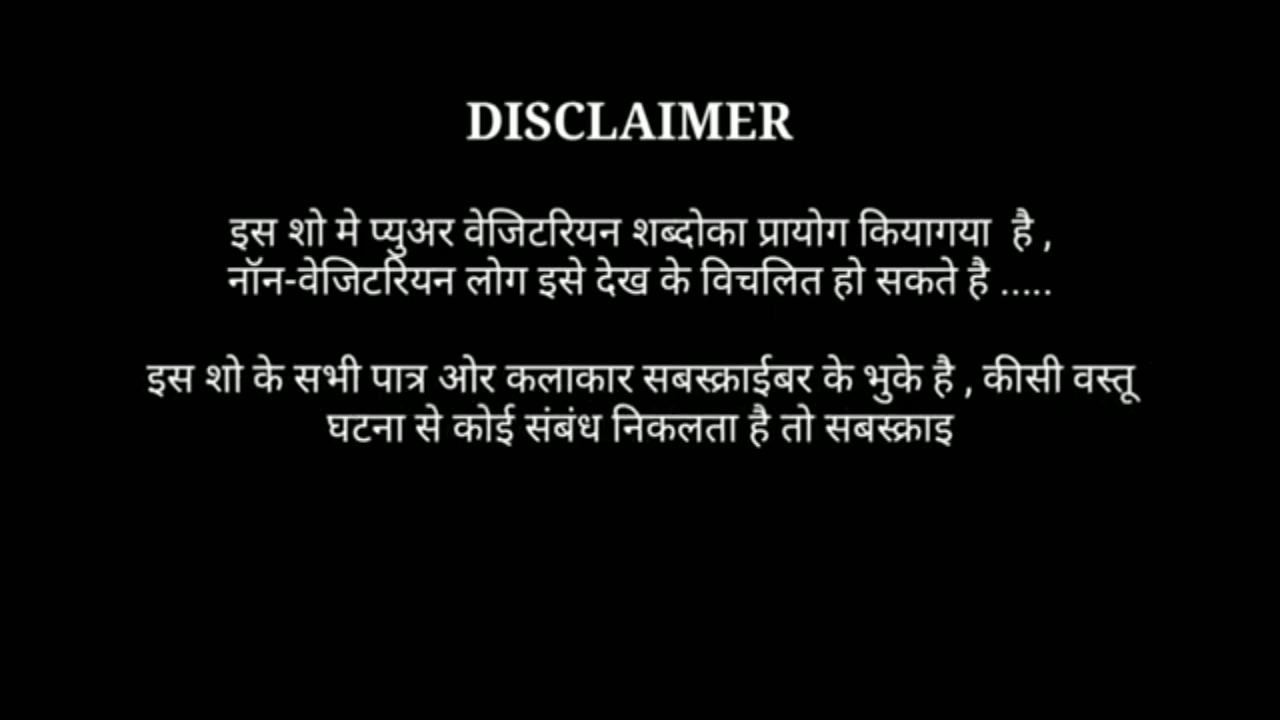 DISCLAIMER
इस शो मे प्युअर वेजिटरियन शब्दोका प्रायोग कियागया है ,
नॉन-वेजिटरियन लोग इसे देख के विचलित हो सकते है .....
इस शो के सभी पात्र ओर कलाकार सबस्क्राईबर के भुके है , कीसी वस्तू
घटना से कोई संबंध निकलता है तो सबस्क्राइ